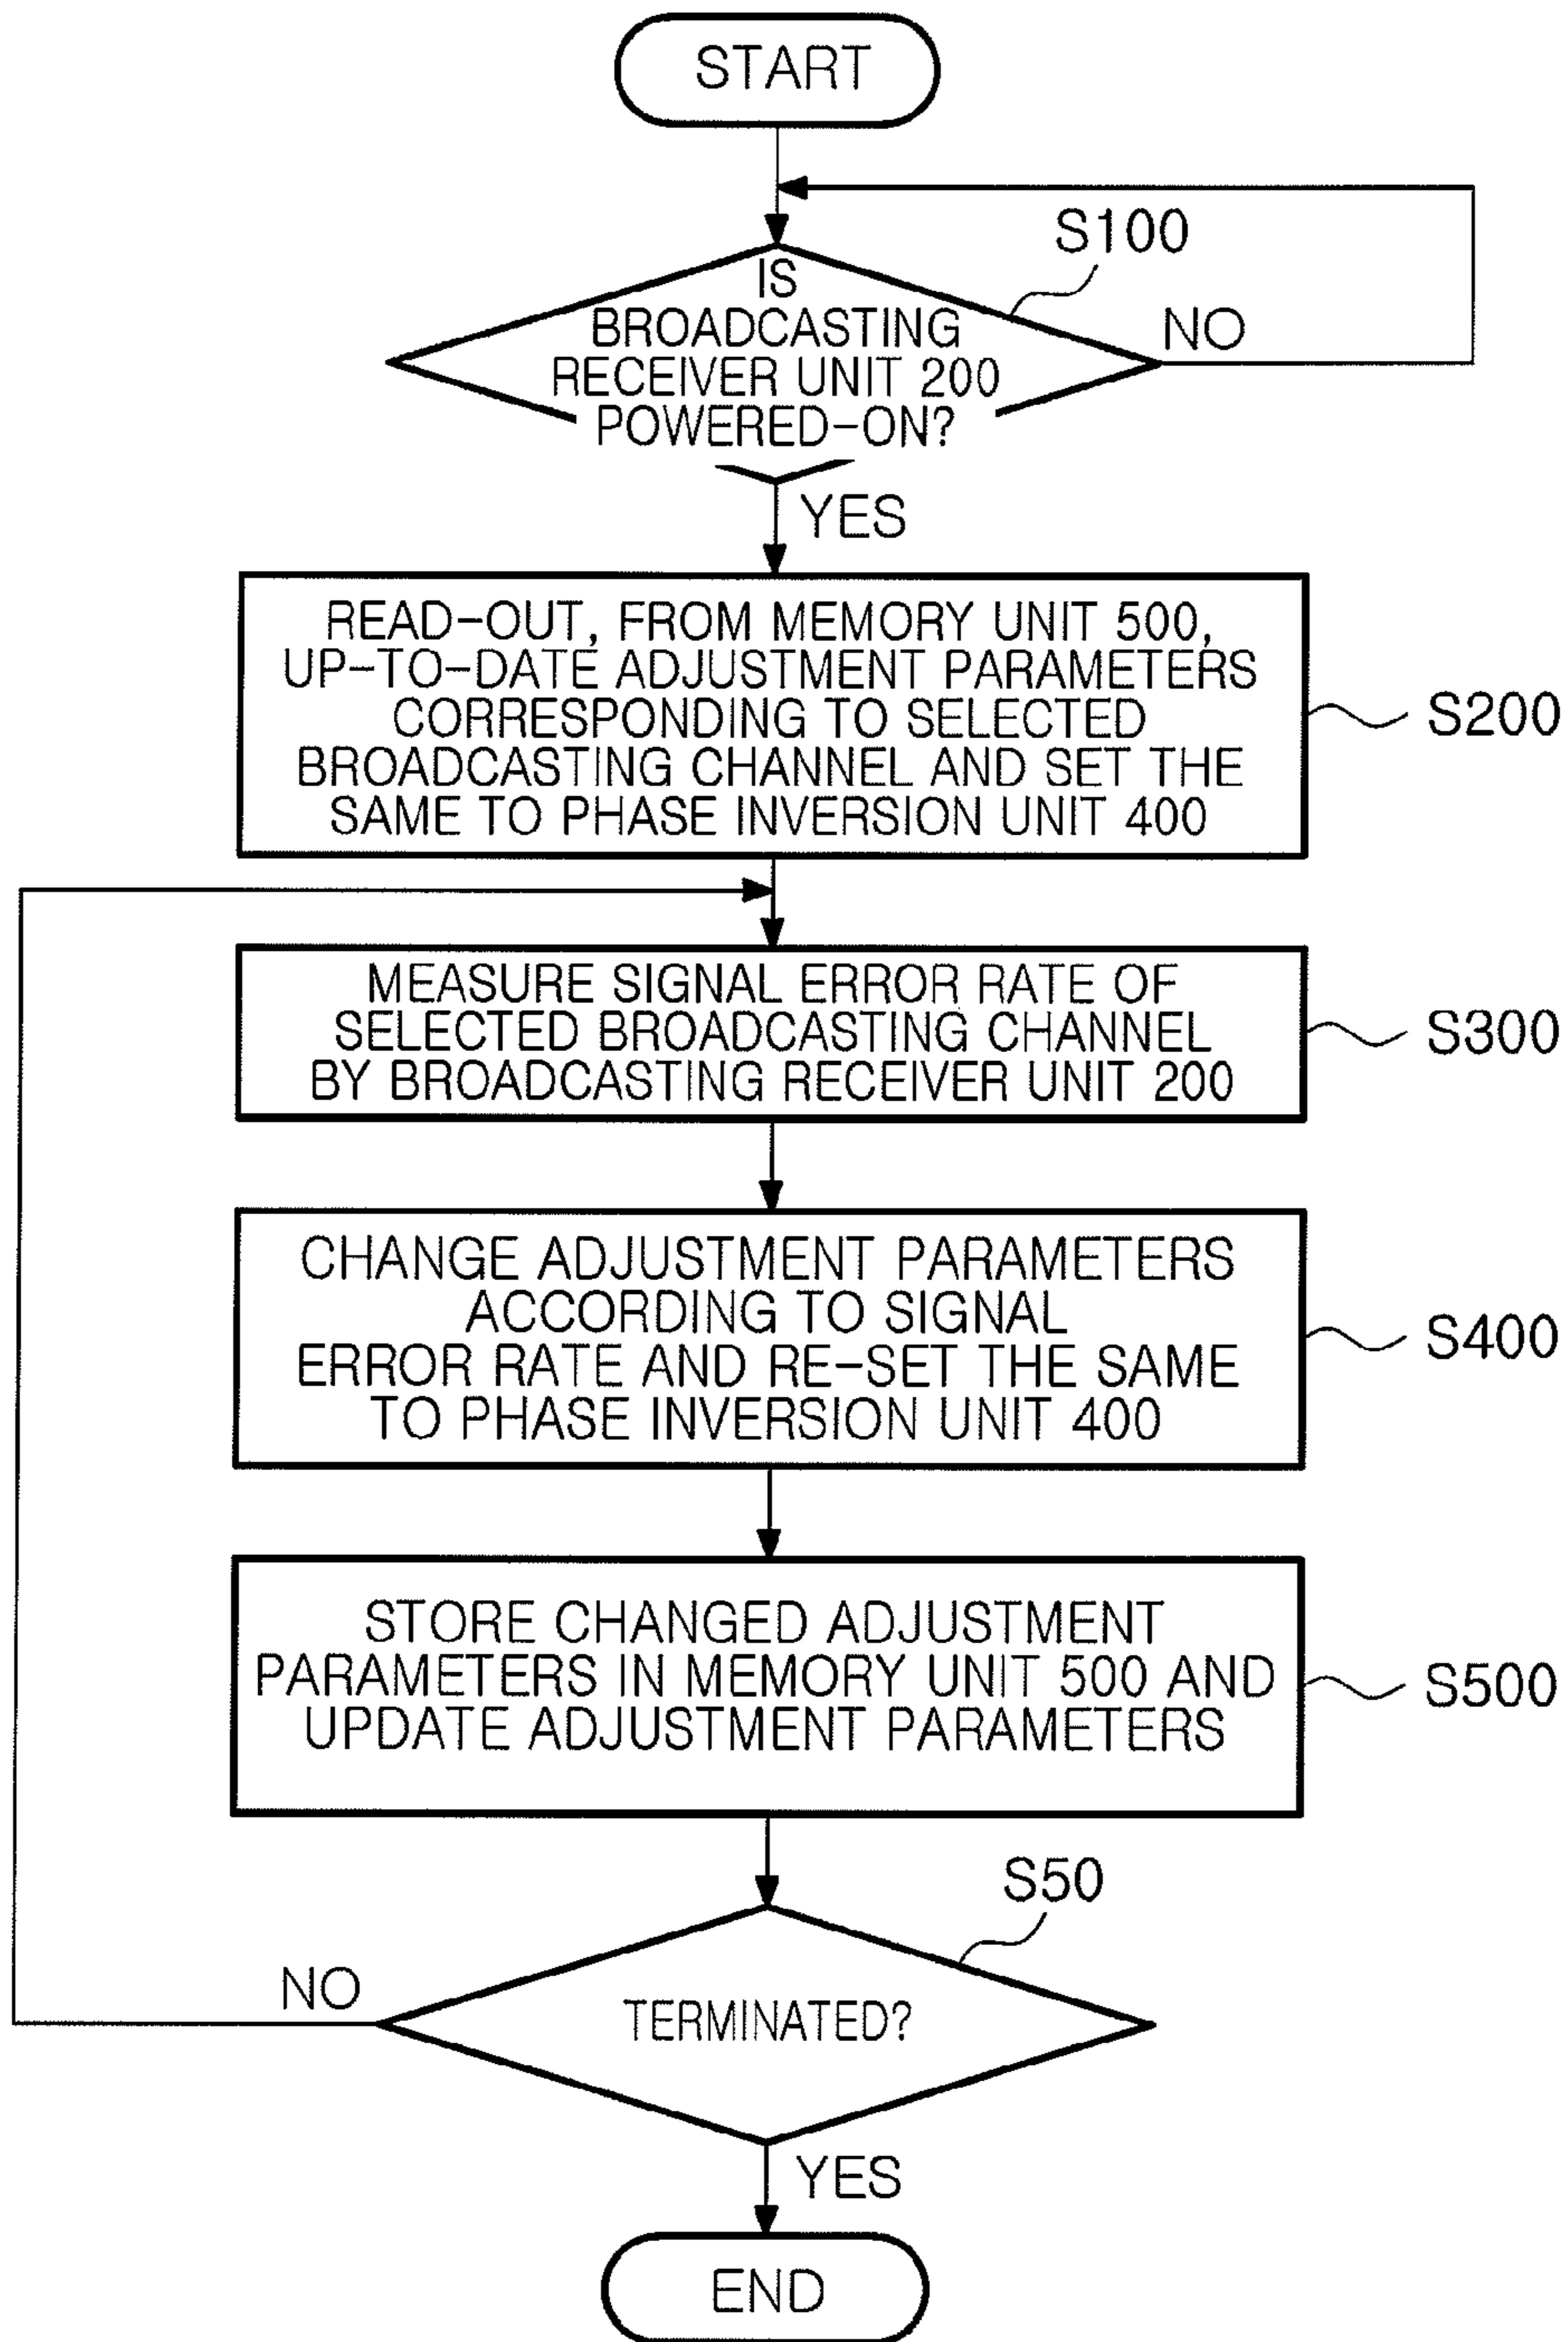 START
S100
IS
BROADCASTING
RECEIVER UNIT 200
POWERED-ON?
NO
YES
READ-OUT, FROM MEMORY UNIT 500,
UP-TO-DATE ADJUSTMENT PARAMETERS
CORRESPONDING TO SELECTED
BROADCASTING CHANNEL AND SET THE
SAME TO PHASE INVERSION UNIT 400
S200
MEASURE SIGNAL ERROR RATE OF
SELECTED BROADCASTING CHANNEL
BY BROADCASTING RECEIVER UNIT 200
S300
CHANGE ADJUSTMENT PARAMETERS
ACCORDING TO SIGNAL
ERROR RATE AND RE-SET THE SAME
TO PHASE INVERSION UNIT 400
S400
STORE CHANGED ADJUSTMENT
PARAMETERS IN MEMORY UNIT 500 AND
UPDATE ADJUSTMENT PARAMETERS
S500
S50
NO
TERMINATED?
YES
END